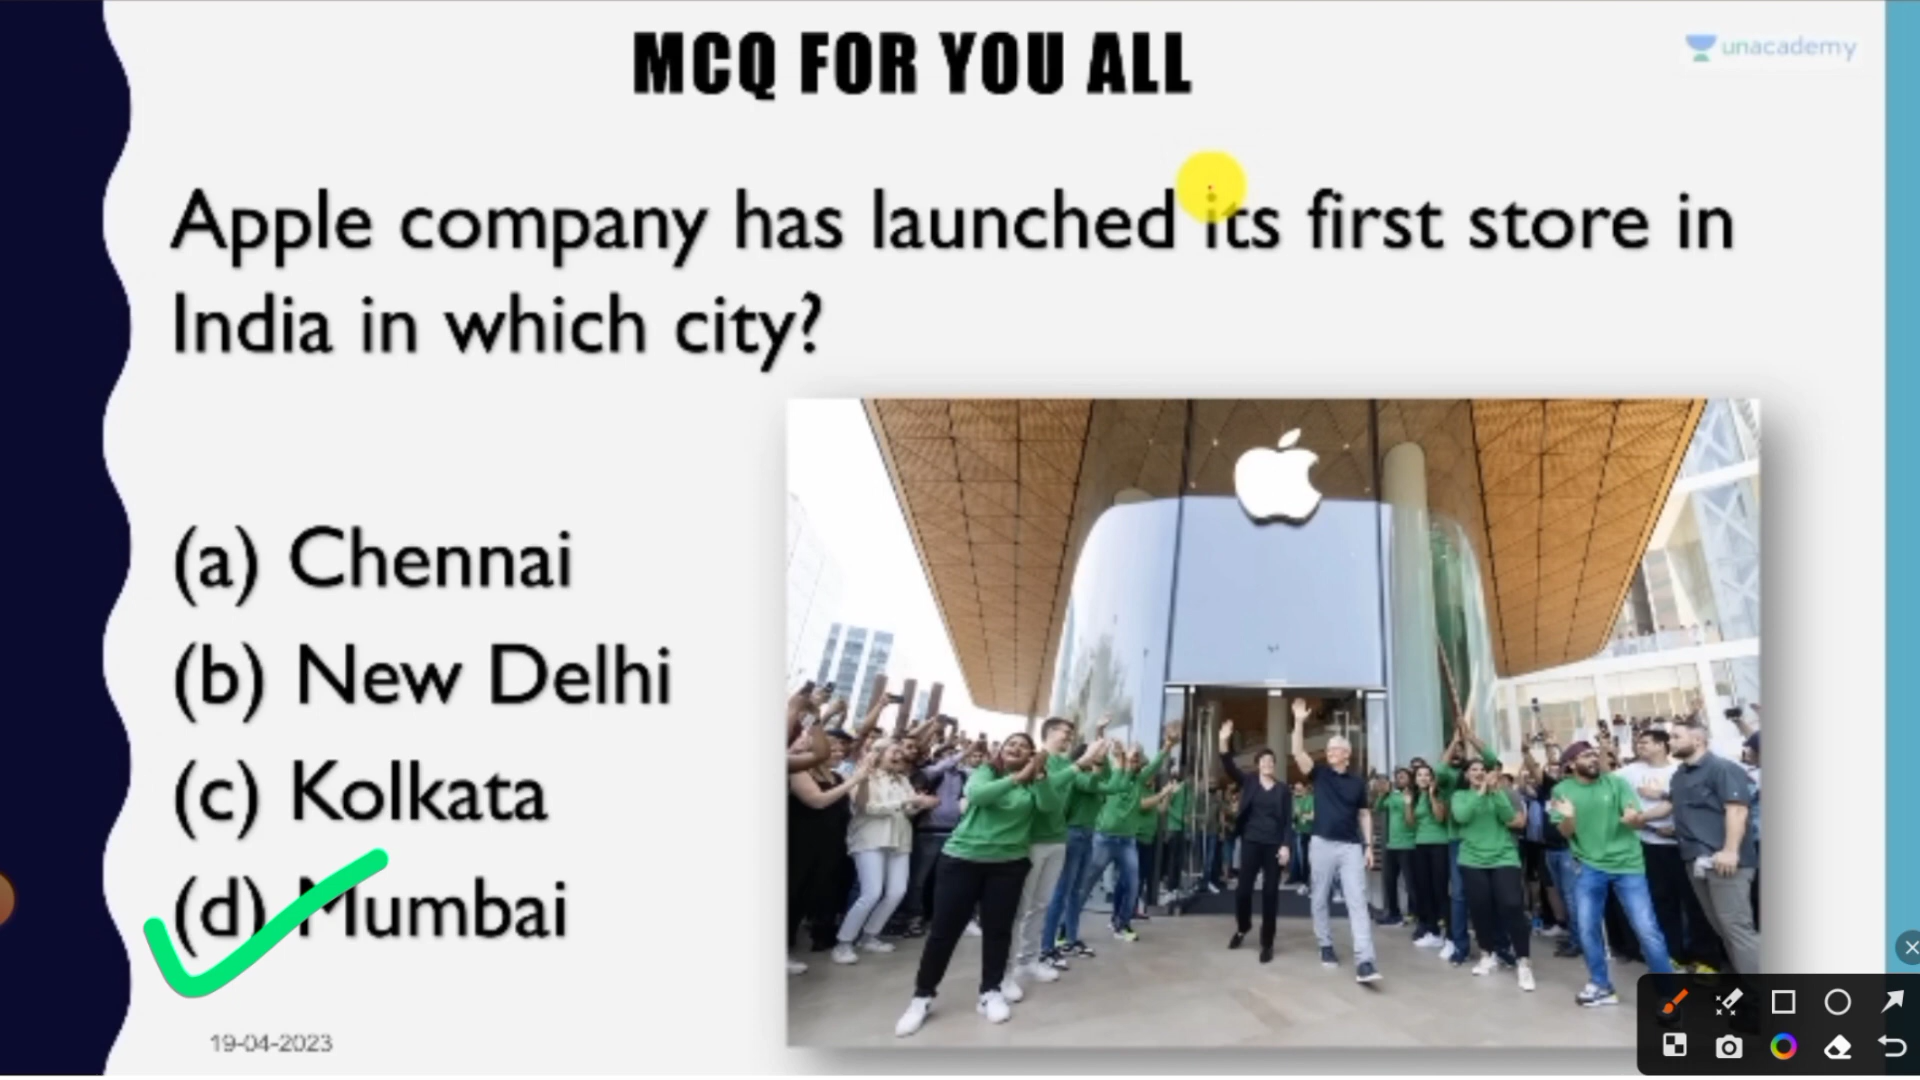 MCQ FOR YOU ALL
unacademy
Apple company has launched its first store in
India in which city?
(a) Chennai
(b) New Delhi
(c) Kolkata
(d) Mumbai
19-04-2023